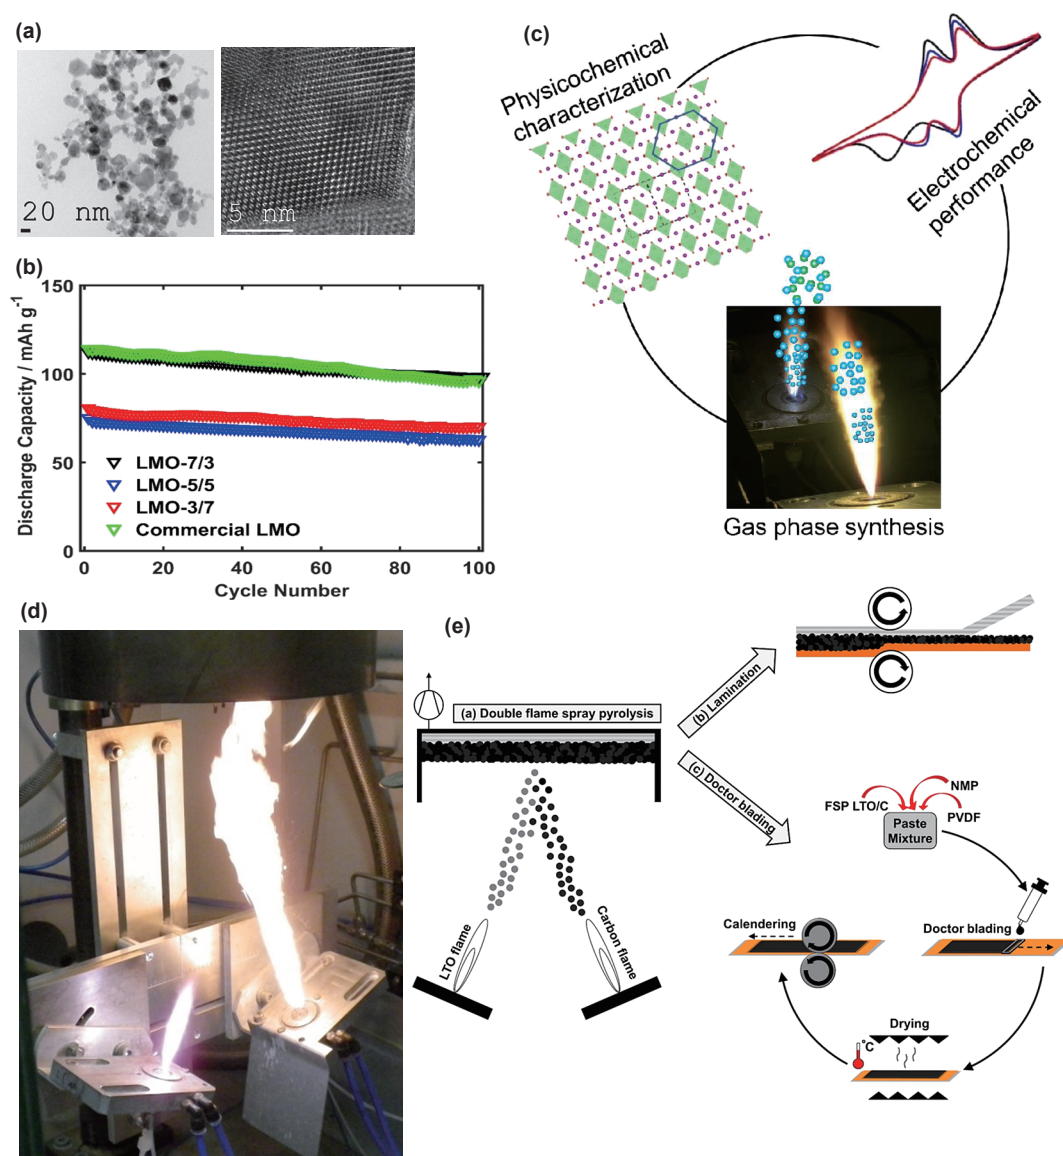 (a)
20 nm
5 nm
(b)
150
100
50
0
Discharge Capacity / mAh g-1
LMO-7/3
LMO-5/5
LMO-3/7
Commercial LMO
0
20
40
60
80
100
Cycle Number
(c)
Physicochemical
characterization
Electrochemical
performance
Gas phase synthesis
(d)
(e)
(a) Double flame spray pyrolysis
(b) Lamination
(c) Doctor blading
LTO flame
Carbon flame
FSP LTO/C
NMP
PVDF
Paste
Mixture
Doctor blading
Calendering
Drying
°C